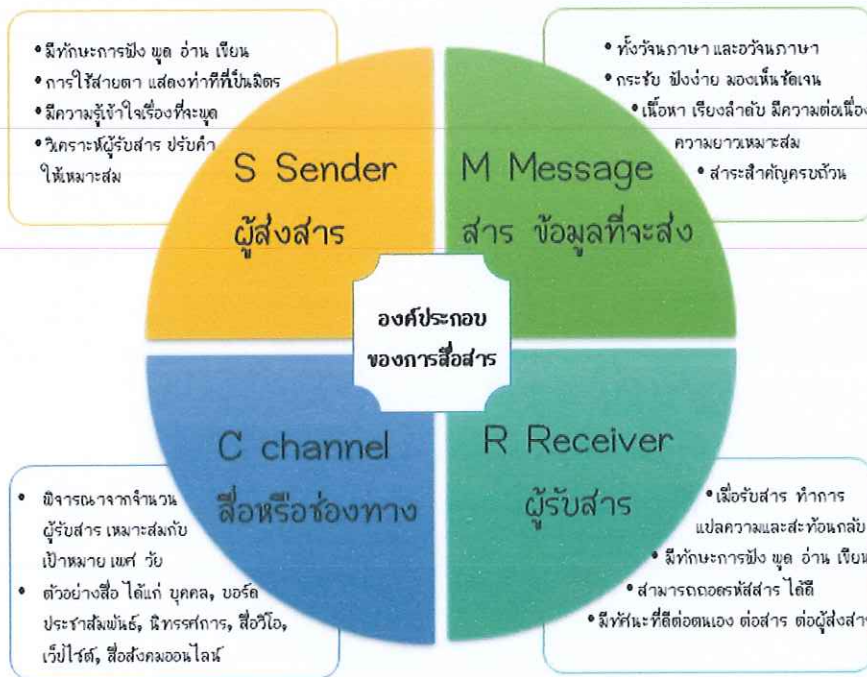 • มีทักษะการฟัง พูด อ่าน เขียน
• การใช้สายตา แสดงท่าทีที่เป็นมิตร
• มีความรู้เข้าใจเรื่องที่จะพูด
• วิเคราะห์ผู้รับสาร ปรับคำ
ให้เหมาะสม
S Sender
ผู้ส่งสาร
• ทั้งวัจนภาษา และอวัจนภาษา
• กระชับ ฟังง่าย มองเห็นชัดเจน
• เนื้อหา เรียงลำดับ มีความต่อเนื่อง
ความยาวเหมาะสม
• สาระสำคัญครบถ้วน
M Message
สาร ข้อมูลที่จะส่ง
องค์ประกอบ
ของการสื่อสาร
C channel
สื่อหรือช่องทาง
• พิจารณาจากจำนวน
ผู้รับสาร เหมาะสมกับ
เป้าหมาย เพศ วัย
• ตัวอย่างสื่อ ได้แก่ บุคคล, บอร์ด
ประชาสัมพันธ์, นิทรรศการ, สื่อวิโอ,
เว็ปไซต์, สื่อสังคมออนไลน์
R Receiver
ผู้รับสาร
• เมื่อรับสาร ทำการ
แปลความและสะท้อนกลับ
• มีทักษะการฟัง พูด อ่าน เขียน
• สามารถถอดรหัสสาร ได้ดี
• มีทัศนะที่ดีต่อตนเอง ต่อสาร ต่อผู้ส่งสาร